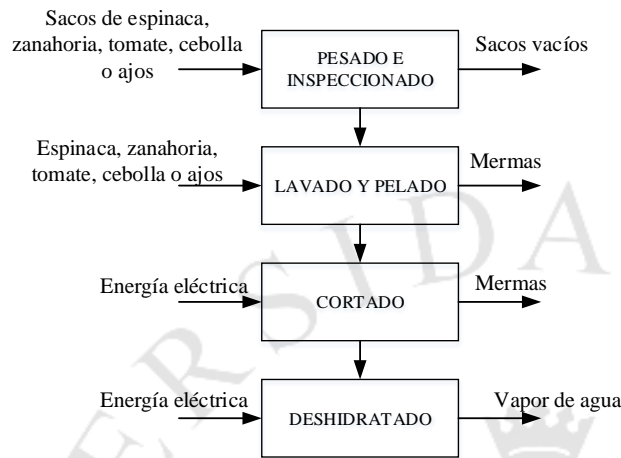 Sacos de espinaca,
zanahoria, tomate, cebolla
o ajos
PESADO E
INSPECCIONADO
Sacos vacíos
Espinaca, zanahoria,
tomate, cebolla o ajos
LAVADO Y PELADO
Mermas
Energía eléctrica
CORTADO
Mermas
Energía eléctrica
DESHIDRATADO
Vapor de agua
ERSIDA